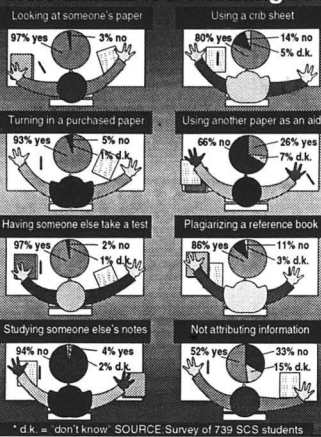 Looking at someone's paper
97% yes
3% no
Using a crib sheet
80% yes
14% no
5% d.k.
Turning in a purchased paper
93% yes
5% no
1% d.k.
Using another paper as an aid
66% no
26% yes
7% d.k.
Having someone else take a test
97% yes
2% no
1% d.k.
Plagiarizing a reference book
86% yes
11% no
3% d.k.
Studying someone else's notes
94% no
4% yes
2% d.k.
Not attributing information
52% yes
33% no
15% d.k.
* d.k. = "don't know" SOURCE:Survey of 739 SCS students